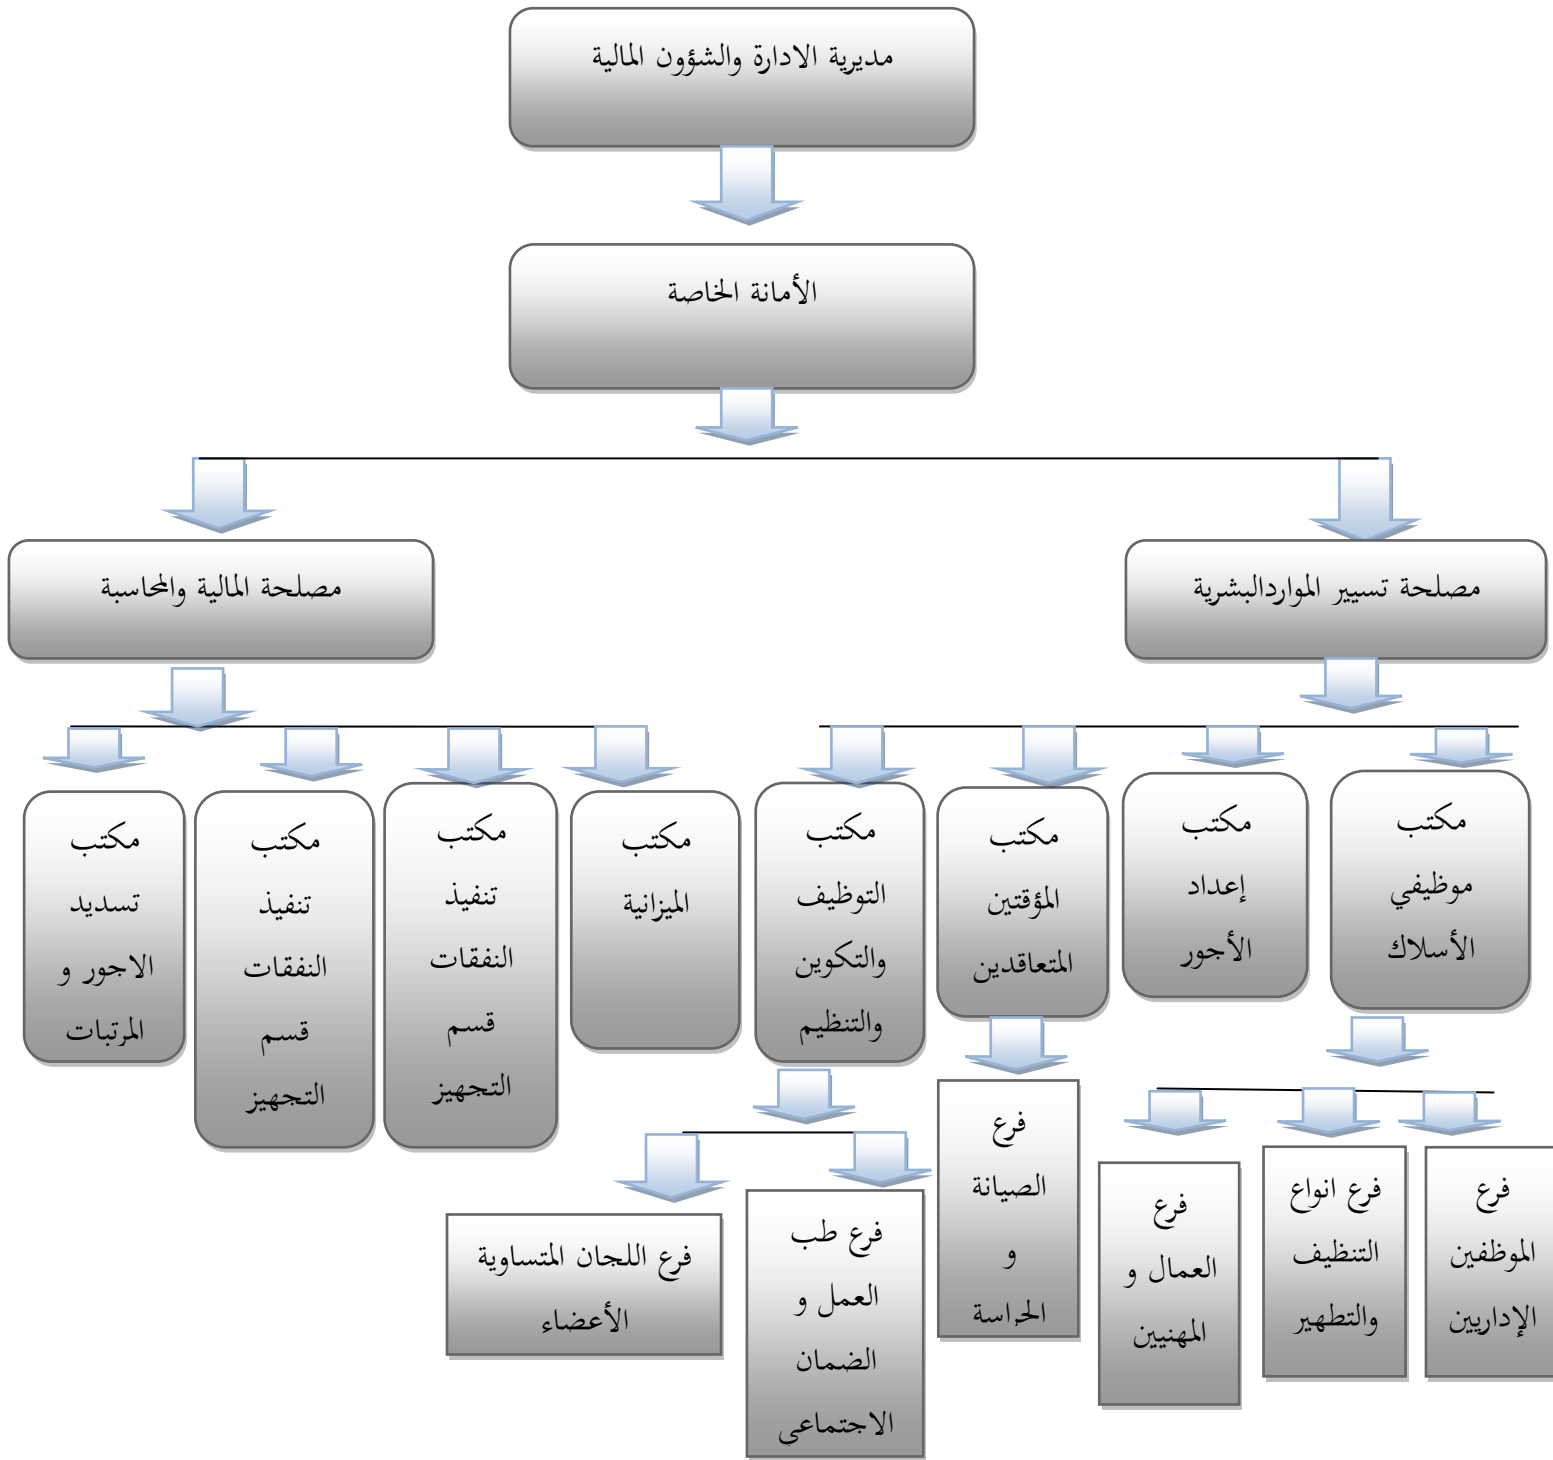 مديرية الادارة والشؤون المالية
الأمانة الخاصة
مصلحة تسيير المواردالبشرية
مصلحة المالية والمحاسبة
مكتب
موظيفي
الأسلاك
مكتب
إعداد
الأجور
مكتب
المؤقتين
المتعاقدين
مكتب
التوظيف
والتكوين
والتنظيم
مكتب
الميزانية
مكتب
تنفيذ
النفقات
قسم
التجهيز
مكتب
تنفيذ
النفقات
قسم
التجهيز
مكتب
تسديد
الاجور و
المرتبات
فرع
الموظفين
الإداريين
فرع انواع
التنظيف
والتطهير
فرع
العمال و
المهنيين
فرع
الصيانة
و
الحراسة
فرع طب
العمل و
الضمان
الاجتماعي
فرع اللجان المتساوية
الأعضاء